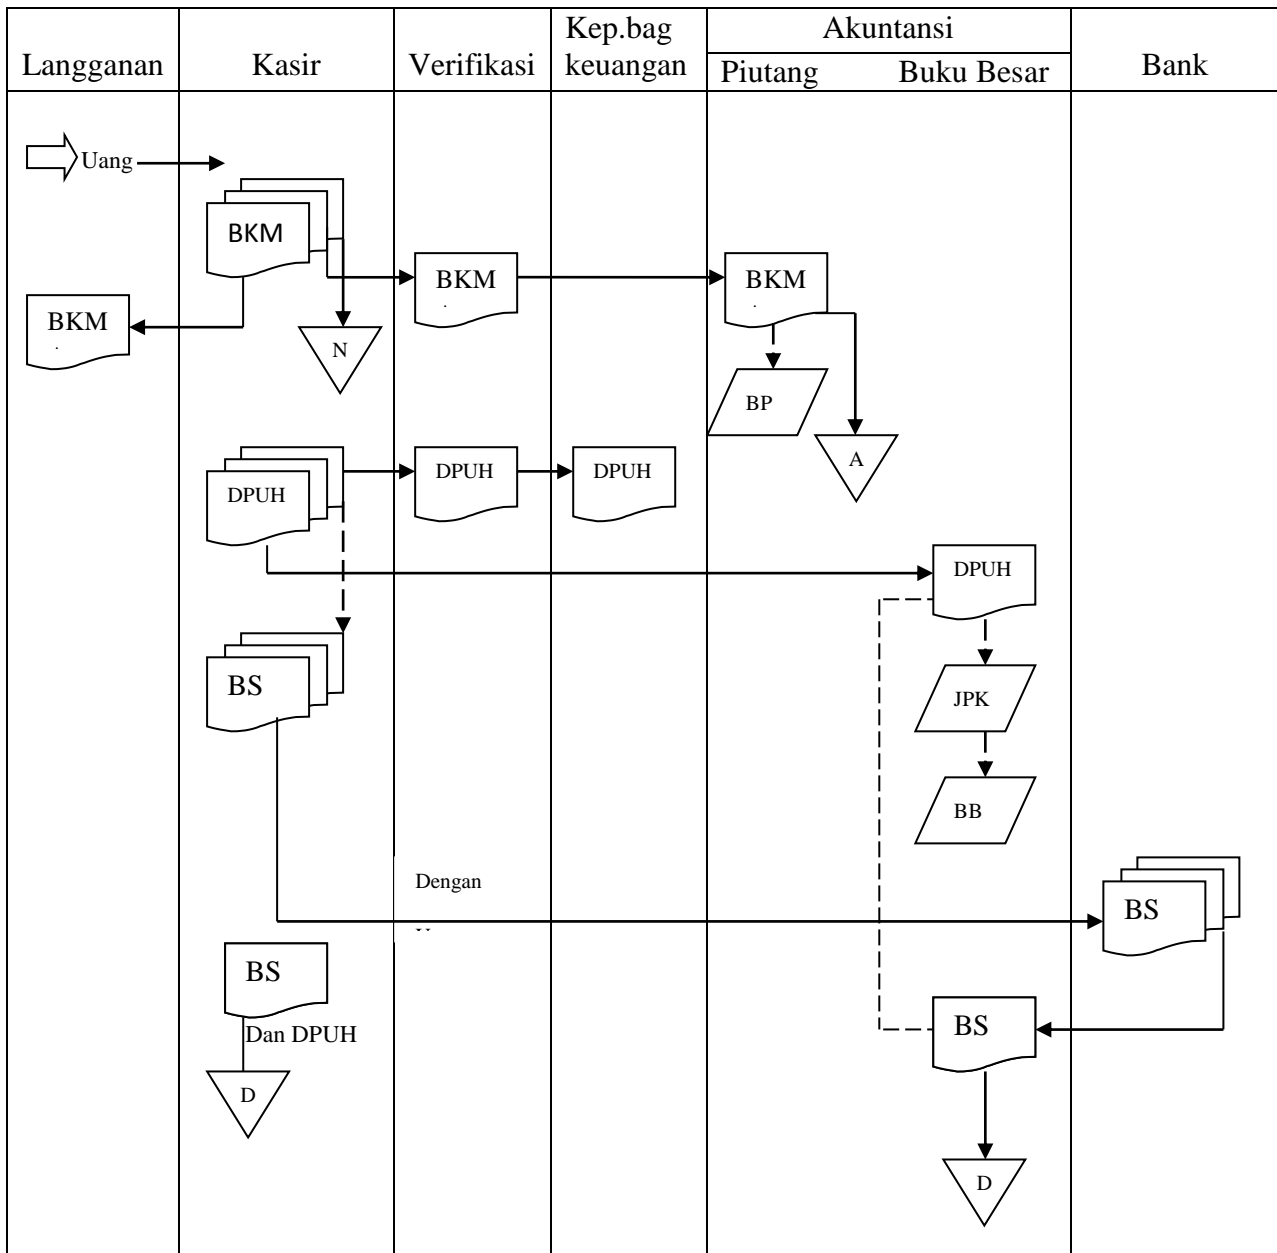 Langganan
Kasir
Verifikasi
Kep.bag
keuangan
Akuntansi
Piutang
Buku Besar
Bank
Uang
BKM
BKM
BKM
BKM
N
BP
A
DPUH
DPUH
DPUH
DPUH
BS
JPK
BB
Dengan
BS
BS
Dan DPUH
BS
D
D